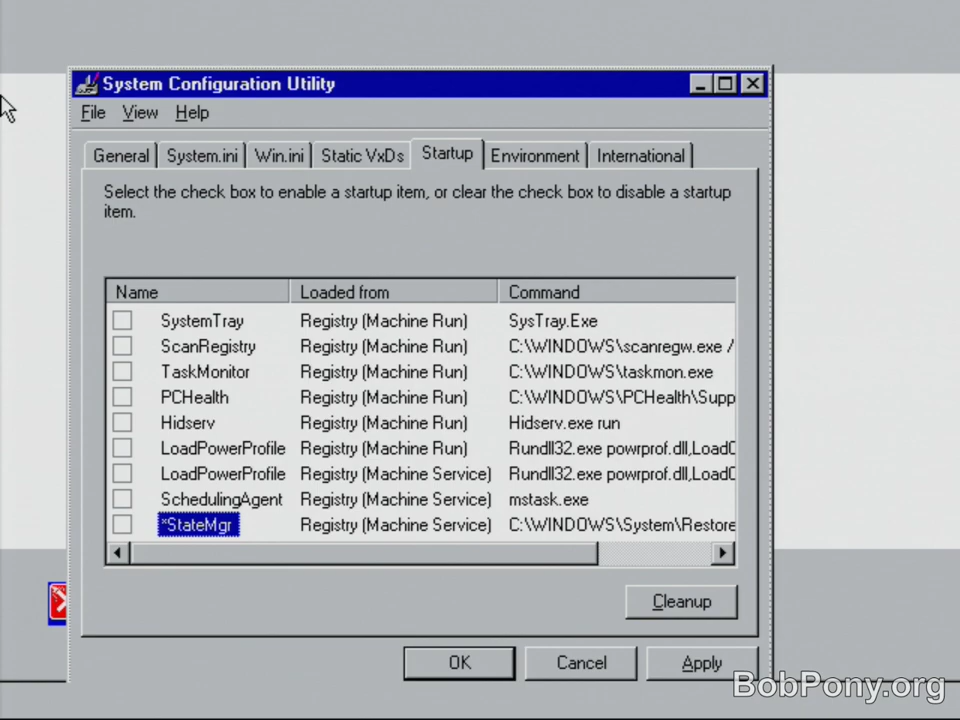 System Configuration Utility
File View Help
General System.ini Win.ini Static VxDs Startup Environment International
Select the check box to enable a startup item, or clear the check box to disable a startup
item.
Name Loaded from Command
SystemTray Registry (Machine Run) SysTray.Exe
ScanRegistry Registry (Machine Run) C:\WINDOWS\scanregw.exe /
TaskMonitor Registry (Machine Run) C:\WINDOWS\taskmon.exe
PCHealth Registry (Machine Run) C:\WINDOWS\PCHealth\Supp
Hidserv Registry (Machine Run) Hidserv.exe run
LoadPowerProfile Registry (Machine Run) Rundll32.exe powrprof.dll,Load
LoadPowerProfile Registry (Machine Service) Rundll32.exe powrprof.dll,Load
SchedulingAgent Registry (Machine Service) mstask.exe
*StateMgr Registry (Machine Service) C:\WINDOWS\System\Restore
Cleanup
OK Cancel Apply
BobPony.org